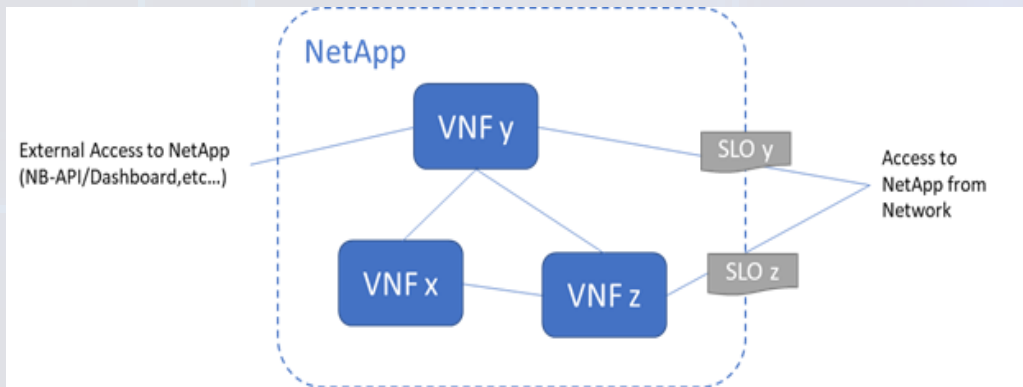 NetApp
VNF y
External Access to NetApp
(NB-API/Dashboard,etc...)
SLO y
Access to
NetApp from
Network
VNF x
VNF z
SLO z